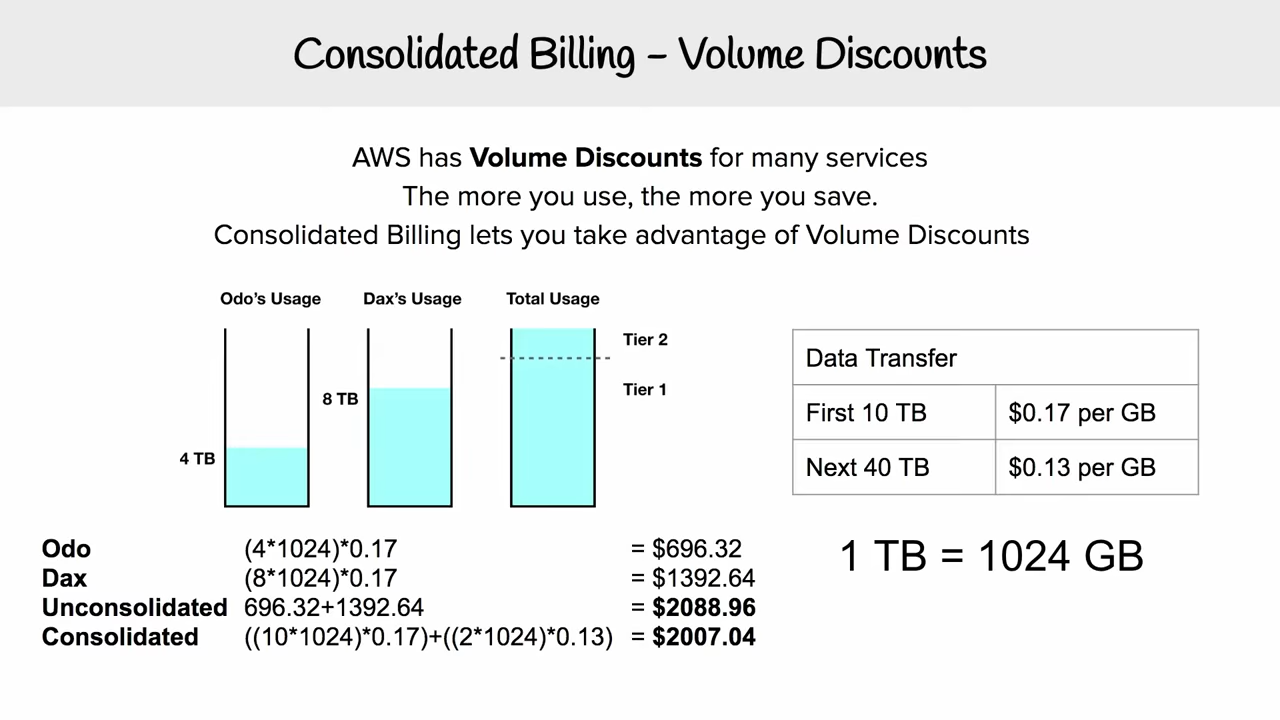 Consolidated Billing – Volume Discounts
AWS has Volume Discounts for many services
The more you use, the more you save.
Consolidated Billing lets you take advantage of Volume Discounts
Odo's Usage
Dax's Usage
Total Usage
4 TB
8 TB
Tier 2
Tier 1
Data Transfer
First 10 TB $0.17 per GB
Next 40 TB $0.13 per GB
1 TB = 1024 GB
Odo (4*1024)*0.17 = $696.32
Dax (8*1024)*0.17 = $1392.64
Unconsolidated 696.32+1392.64 = $2088.96
Consolidated ((10*1024)*0.17)+((2*1024)*0.13) = $2007.04